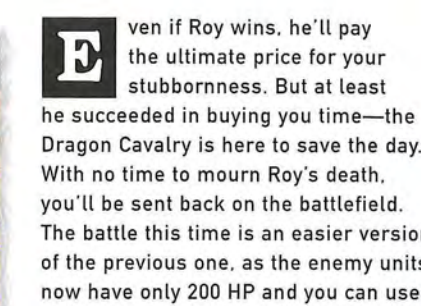 Even if Roy wins, he'll pay
the ultimate price for your
stubbornness. But at least
he succeeded in buying you time—the
Dragon Cavalry is here to save the day.
With no time to mourn Roy's death,
you'll be sent back on the battlefield.
The battle this time is an easier version
of the previous one, as the enemy units
now have only 200 HP and you can use